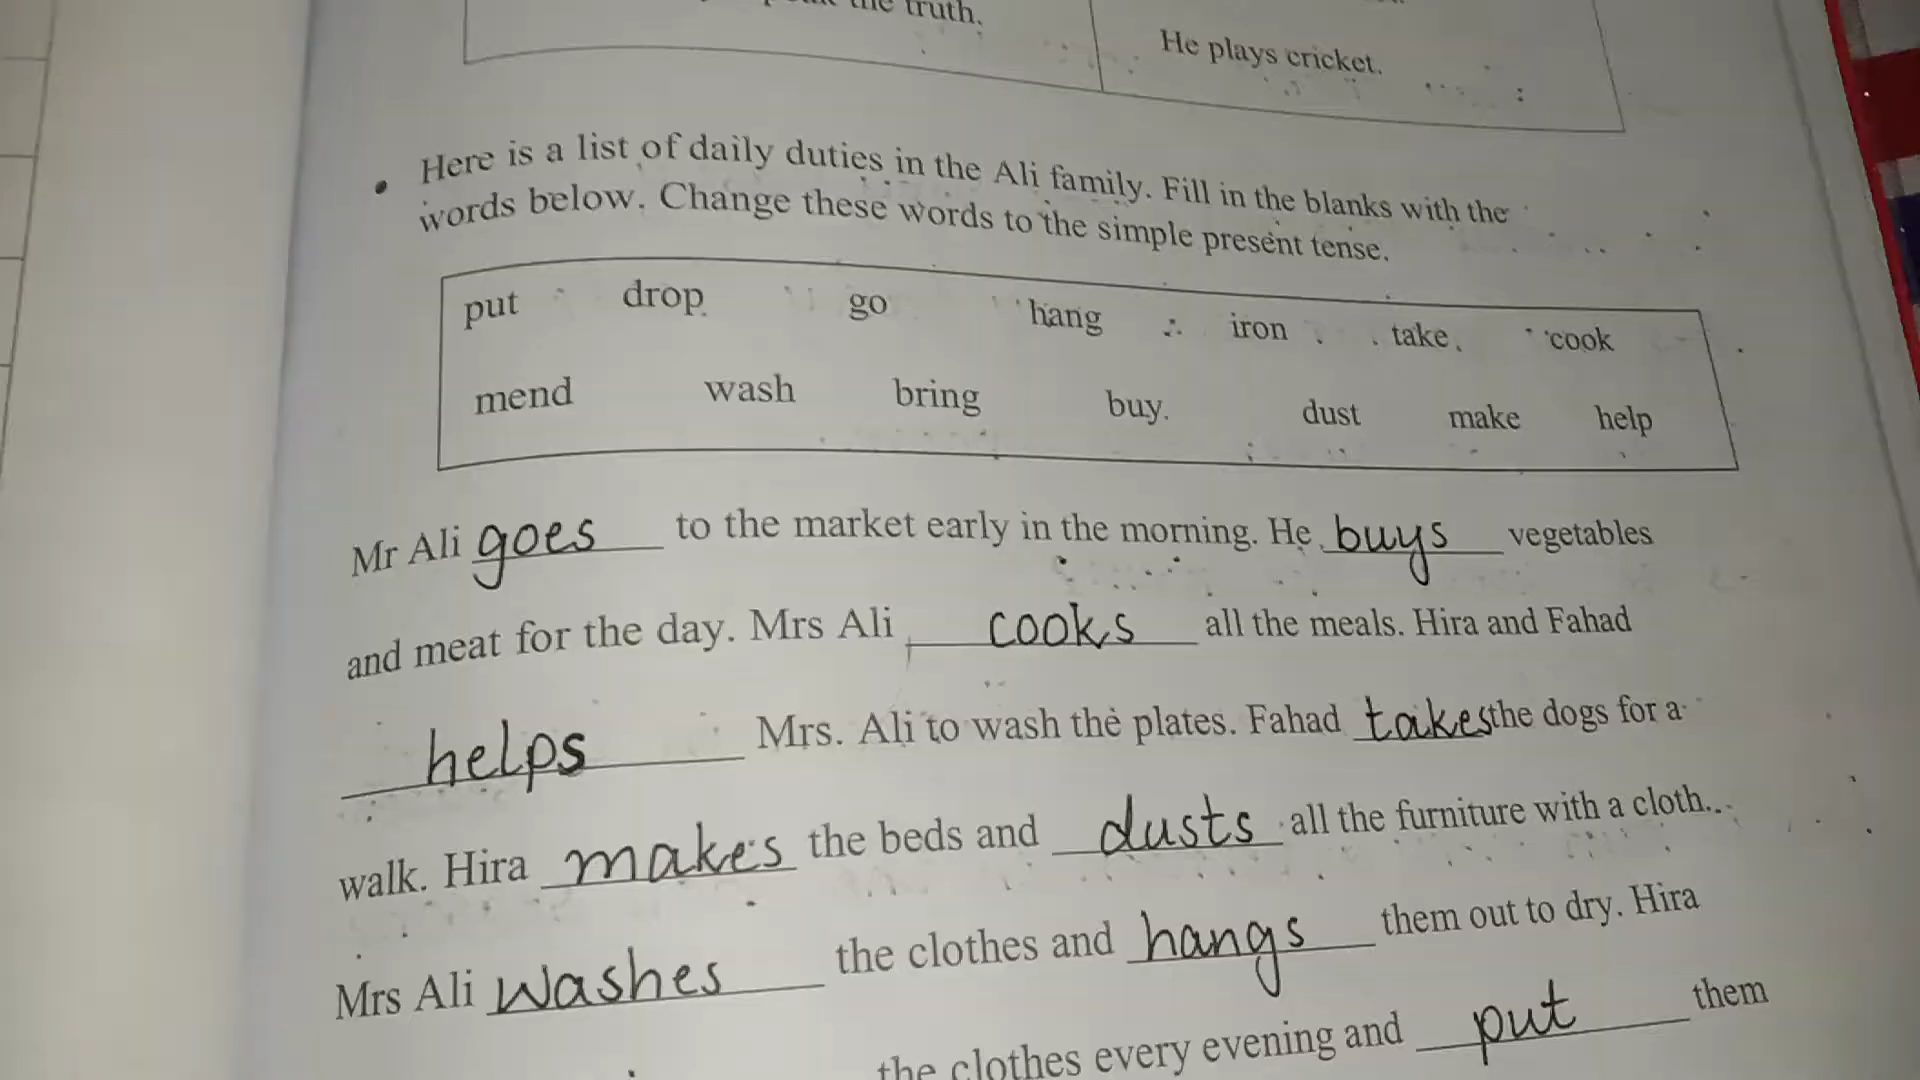 the truth.
He plays cricket.
• Here is a list of daily duties in the Ali family. Fill in the blanks with the
words below. Change these words to the simple present tense.
put drop go hang iron take cook
mend wash bring buy dust make help
Mr Ali goes to the market early in the morning. He buys vegetables
and meat for the day. Mrs Ali cooks all the meals. Hira and Fahad
helps Mrs. Ali to wash the plates. Fahad takes the dogs for a
walk. Hira makes the beds and dusts all the furniture with a cloth.
Mrs Ali washes the clothes and hangs them out to dry. Hira
the clothes every evening and put them